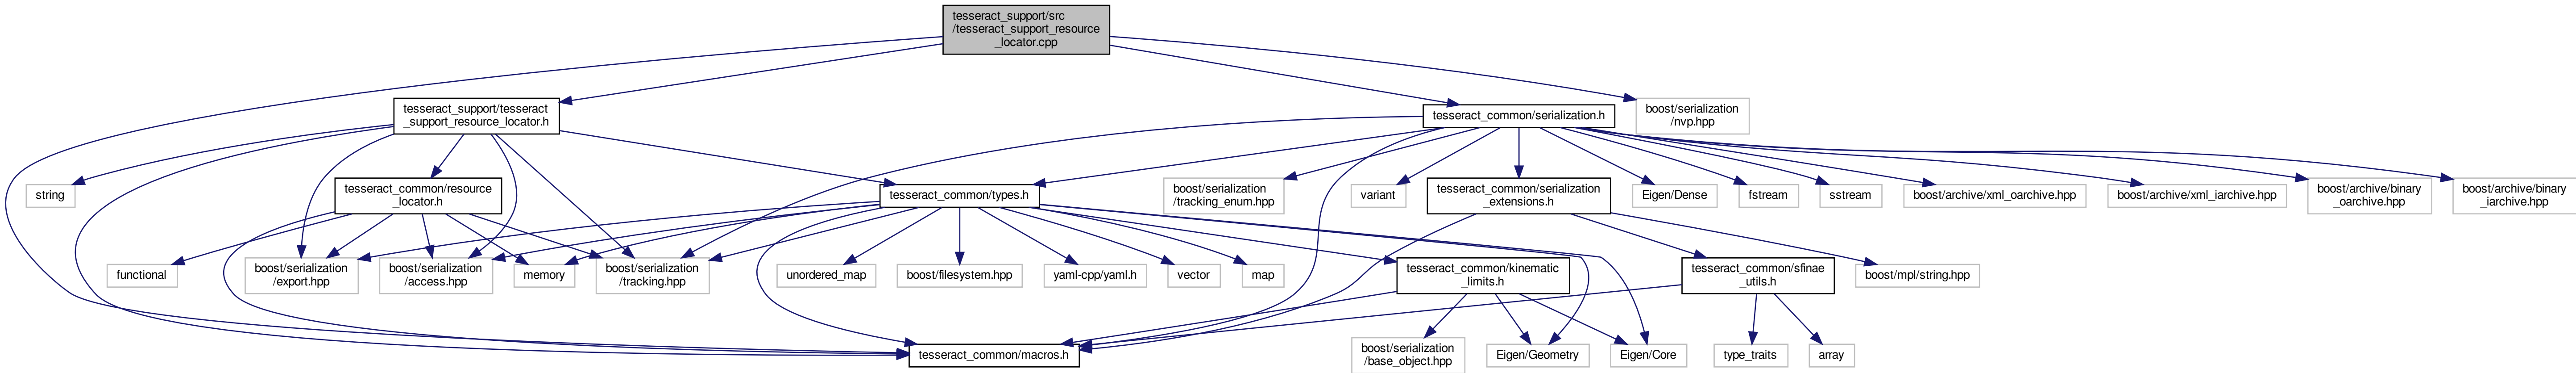 tesseract_support/src
/tesseract_support_resource
_locator.cpp
tesseract_support/tesseract
_support_resource_locator.h
tesseract_common/serialization.h
boost/serialization
/nvp.hpp
string
tesseract_common/resource
_locator.h
tesseract_common/types.h
boost/serialization
/tracking_enum.hpp
variant
tesseract_common/serialization
_extensions.h
Eigen/Dense
fstream
sstream
boost/archive/xml_oarchive.hpp
boost/archive/xml_iarchive.hpp
boost/archive/binary
_oarchive.hpp
boost/archive/binary
_iarchive.hpp
functional
boost/serialization
/export.hpp
boost/serialization
/access.hpp
memory
boost/serialization
/tracking.hpp
unordered_map
boost/filesystem.hpp
yaml-cpp/yaml.h
vector
map
tesseract_common/kinematic
_limits.h
tesseract_common/sfinae
_utils.h
boost/mpl/string.hpp
tesseract_common/macros.h
boost/serialization
/base_object.hpp
Eigen/Geometry
Eigen/Core
type_traits
array